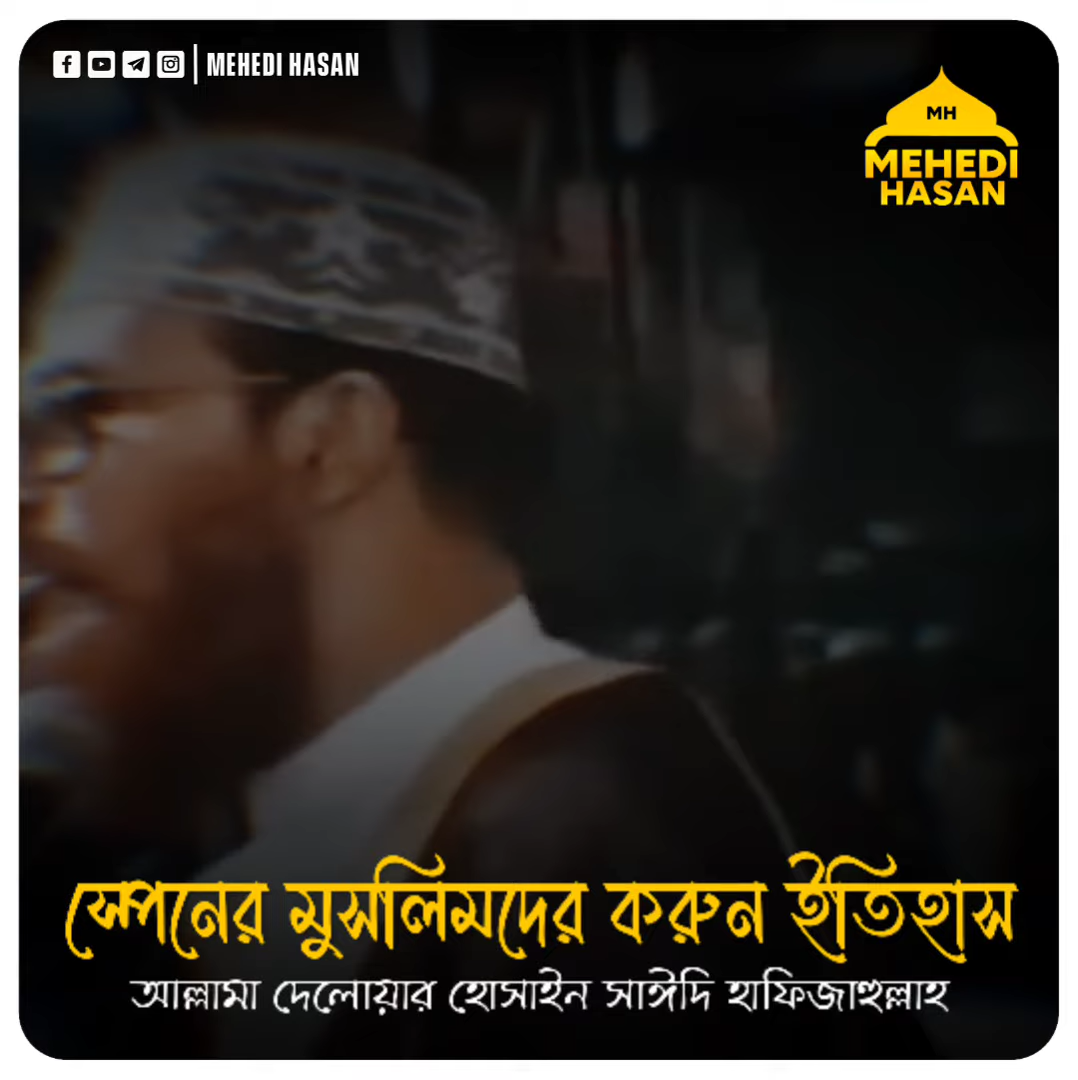 MEHEDI HASAN
MH
MEHEDI
HASAN
স্পেনের মুসলিমদের করুন ইতিহাস
আল্লামা দেলোয়ার হোসাইন সাঈদি হাফিজাহুল্লাহ